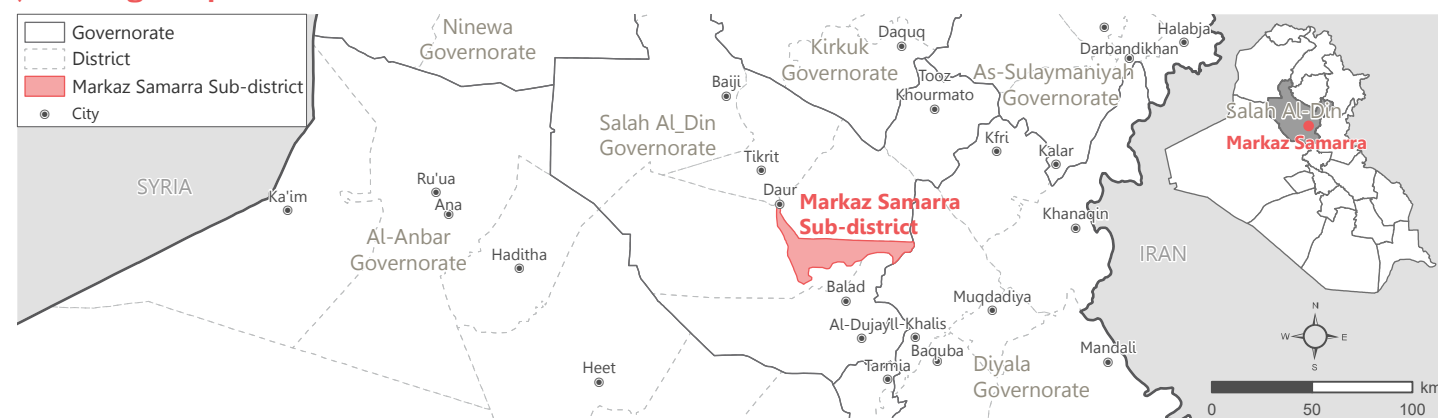 Governorate
District
Markaz Samarra Sub-district
City
Ninewa
Governorate
Kirkuk
Governorate
Daquq
Halabja
Darbandikhan
As-Sulaymaniyah
Governorate
Tooz
Khourmato
Baiji
Salah Al_Din
Governorate
Kfri
Kalar
Tikrit
Daur
Markaz Samarra
Sub-district
SYRIA
Ka'im
Ru'ua
Ana
Al-Anbar
Governorate
Haditha
Khanaqin
IRAN
Balad
Muqdadiya
Al-Dujayl
Al-Khalis
Baquba
Tarmia
Diyala
Governorate
Mandali
Heet
Salah Al-Din
Markaz Samarra
N
W
E
S
km
0
50
100